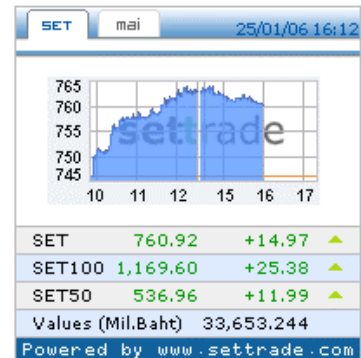 SET mai 25/01/06 16:12
765
760
755
750
745
settrade
10 11 12 15 16 17
SET 760.92 +14.97
SET100 1,169.60 +25.38
SET50 536.96 +11.99
Values (Mil.Baht) 33,653.244
Powered by www.settrade.com